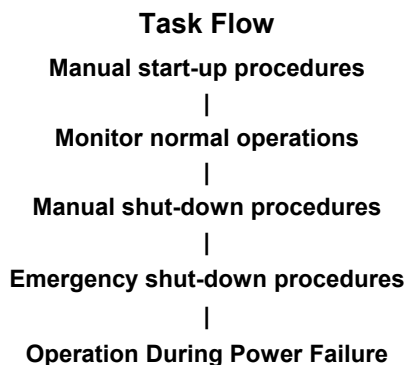 Task Flow
Manual start-up procedures
|
Monitor normal operations
|
Manual shut-down procedures
|
Emergency shut-down procedures
|
Operation During Power Failure